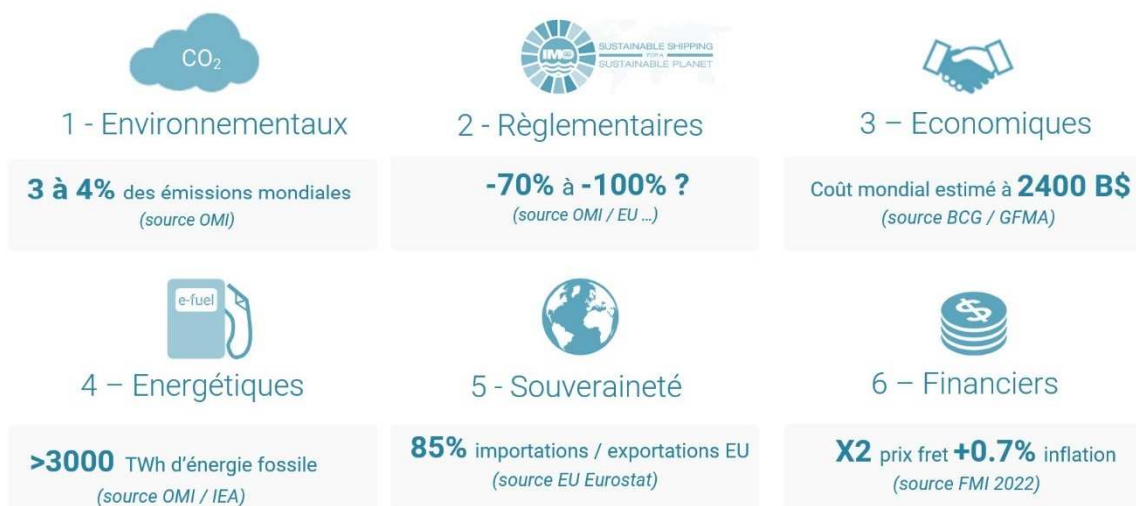 CO₂
1 - Environnementaux
3 à 4% des émissions mondiales
(source OMI)
IMO
SUSTAINABLE SHIPPING
FOR A
SUSTAINABLE PLANET
2 - Règlementaires
-70% à -100% ?
(source OMI / EU ...)
3 – Economiques
Coût mondial estimé à 2400 B$
(source BCG / GFMA)
e-fuel
4 – Energétiques
>3000 TWh d'énergie fossile
(source OMI / IEA)
5 - Souveraineté
85% importations / exportations EU
(source EU Eurostat)
$
6 – Financiers
X2 prix fret +0.7% inflation
(source FMI 2022)